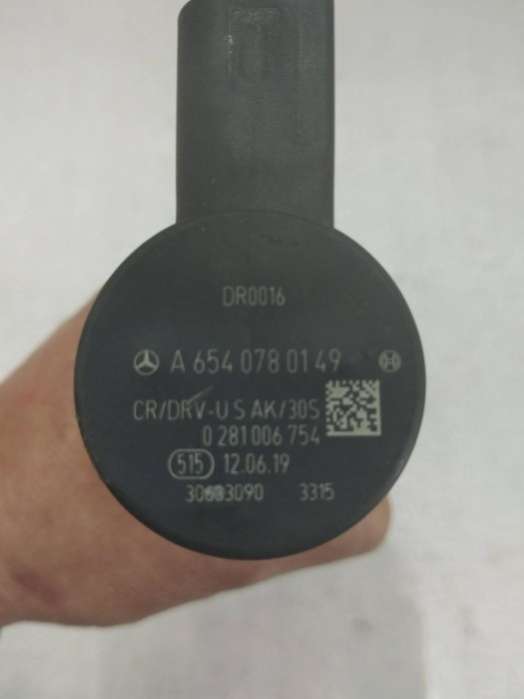 DR0016
A 654 078 01 49
CR/DRV-U S AK/30S
0 281 006 754
515 12.06.19
3315